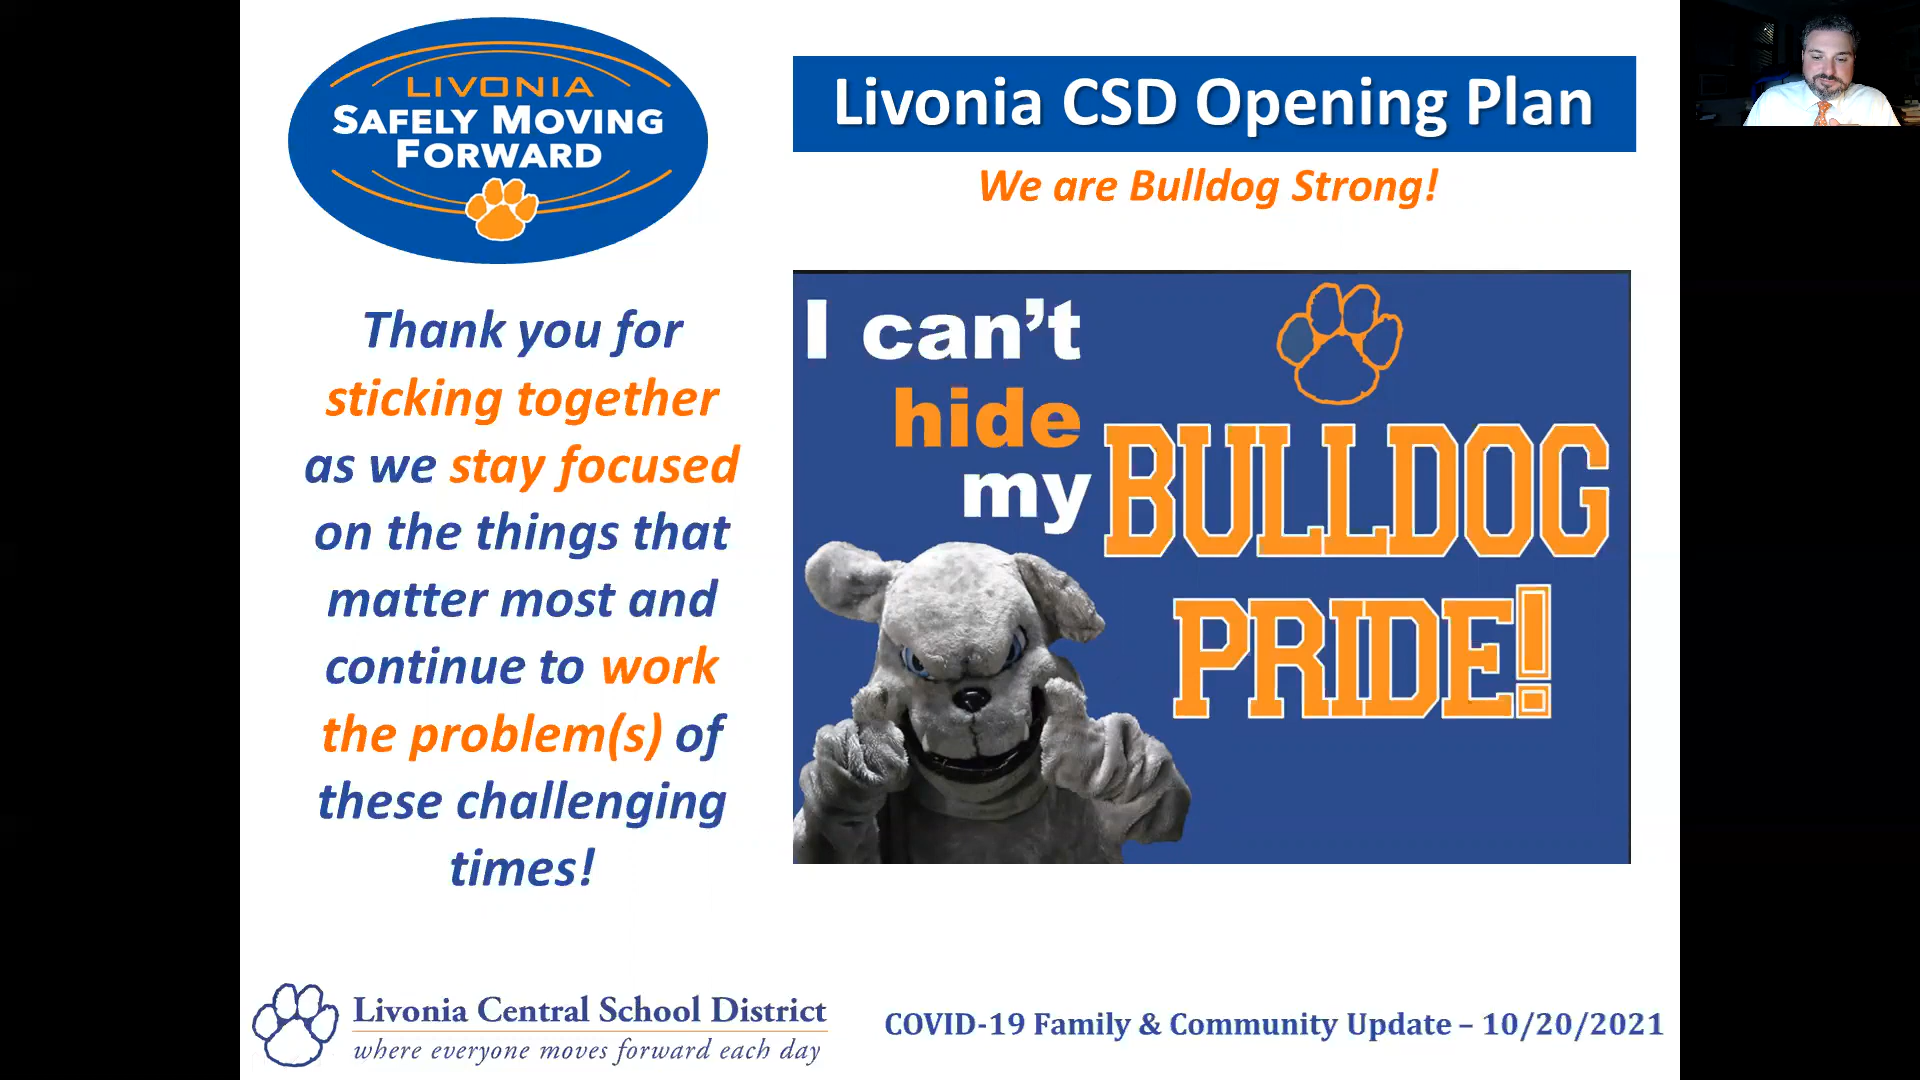 LIVONIA
SAFELY MOVING
FORWARD
Livonia CSD Opening Plan
We are Bulldog Strong!
Thank you for
sticking together
as we stay focused
on the things that
matter most and
continue to work
the problem(s) of
these challenging
times!
I can't
hide
my BULLDOG
PRIDE!
Livonia Central School District
where everyone moves forward each day
COVID-19 Family & Community Update – 10/20/2021